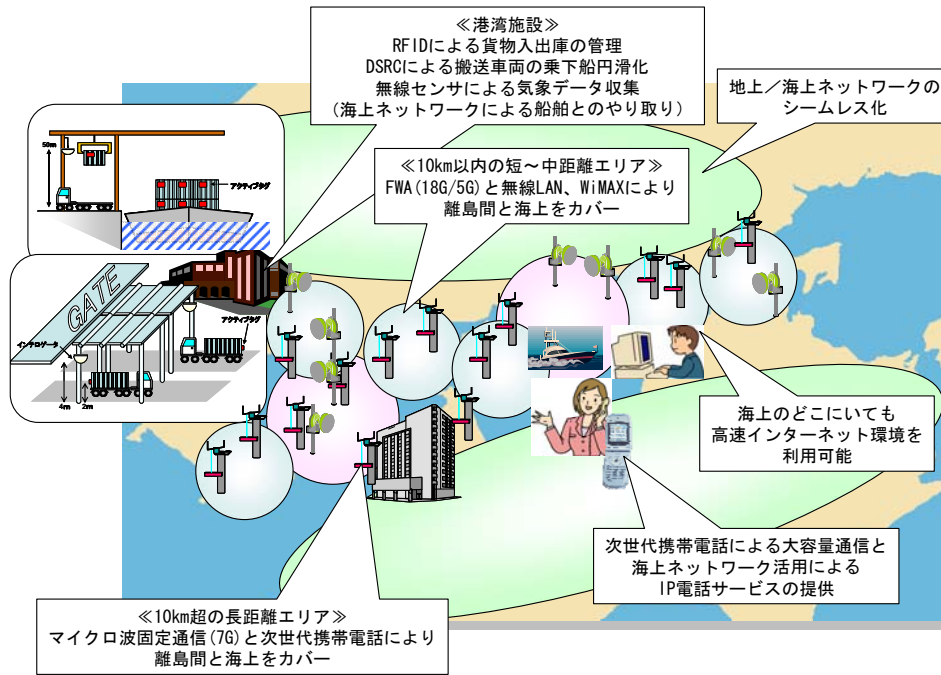 ≪港湾施設≫
RFIDによる貨物入出庫の管理
DSRCによる搬送車両の乗下船円滑化
無線センサによる気象データ収集
(海上ネットワークによる船舶とのやり取り)
地上／海上ネットワークの
シームレス化
≪10km以内の短～中距離エリア≫
FWA(18G/5G)と無線LAN、WiMAXにより
離島間と海上をカバー
50m
アクティブタグ
GATE
インテロゲータ
アクティブタグ
4m
2m
海上のどこにいても
高速インターネット環境を
利用可能
次世代携帯電話による大容量通信と
海上ネットワーク活用による
IP電話サービスの提供
≪10km超の長距離エリア≫
マイクロ波固定通信(7G)と次世代携帯電話により
離島間と海上をカバー